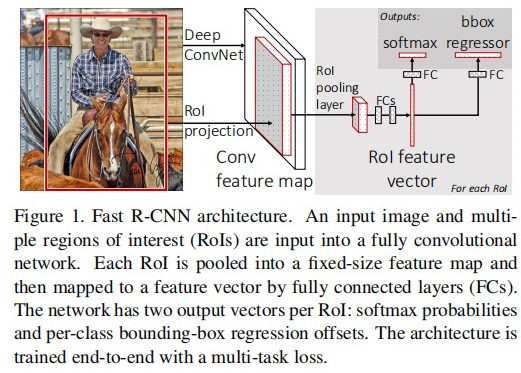 Outputs:
bbox
softmax regressor
Deep
ConvNet
FC FC
RoI
pooling
layer
FCs
RoI
projection
Conv
feature map
RoI feature
vector
For each RoI
Figure 1. Fast R-CNN architecture. An input image and multi-
ple regions of interest (RoIs) are input into a fully convolutional
network. Each RoI is pooled into a fixed-size feature map and
then mapped to a feature vector by fully connected layers (FCs).
The network has two output vectors per RoI: softmax probabilities
and per-class bounding-box regression offsets. The architecture is
trained end-to-end with a multi-task loss.